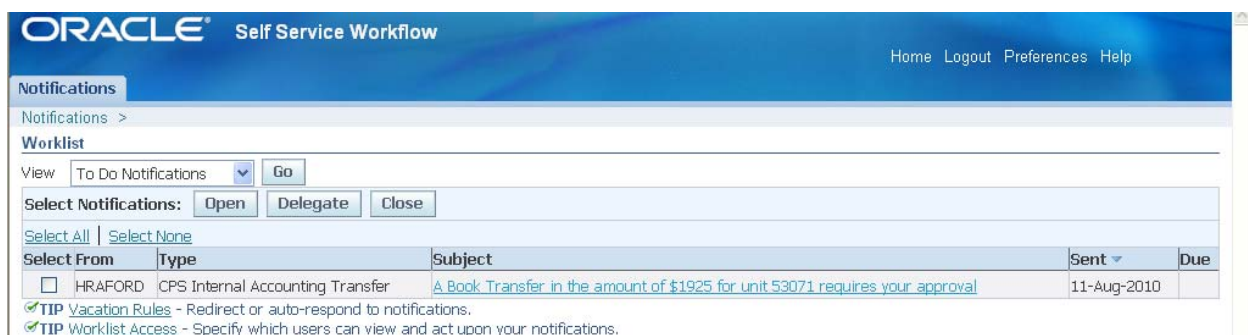 ORACLE® Self Service Workflow
Home Logout Preferences Help
Notifications
Notifications >
Worklist
View To Do Notifications Go
Select Notifications: Open Delegate Close
Select All | Select None
Select From Type Subject Sent Due
HRAFORD CPS Internal Accounting Transfer A Book Transfer in the amount of $1925 for unit 53071 requires your approval 11-Aug-2010
TIP Vacation Rules - Redirect or auto-respond to notifications.
TIP Worklist Access - Specify which users can view and act upon your notifications.